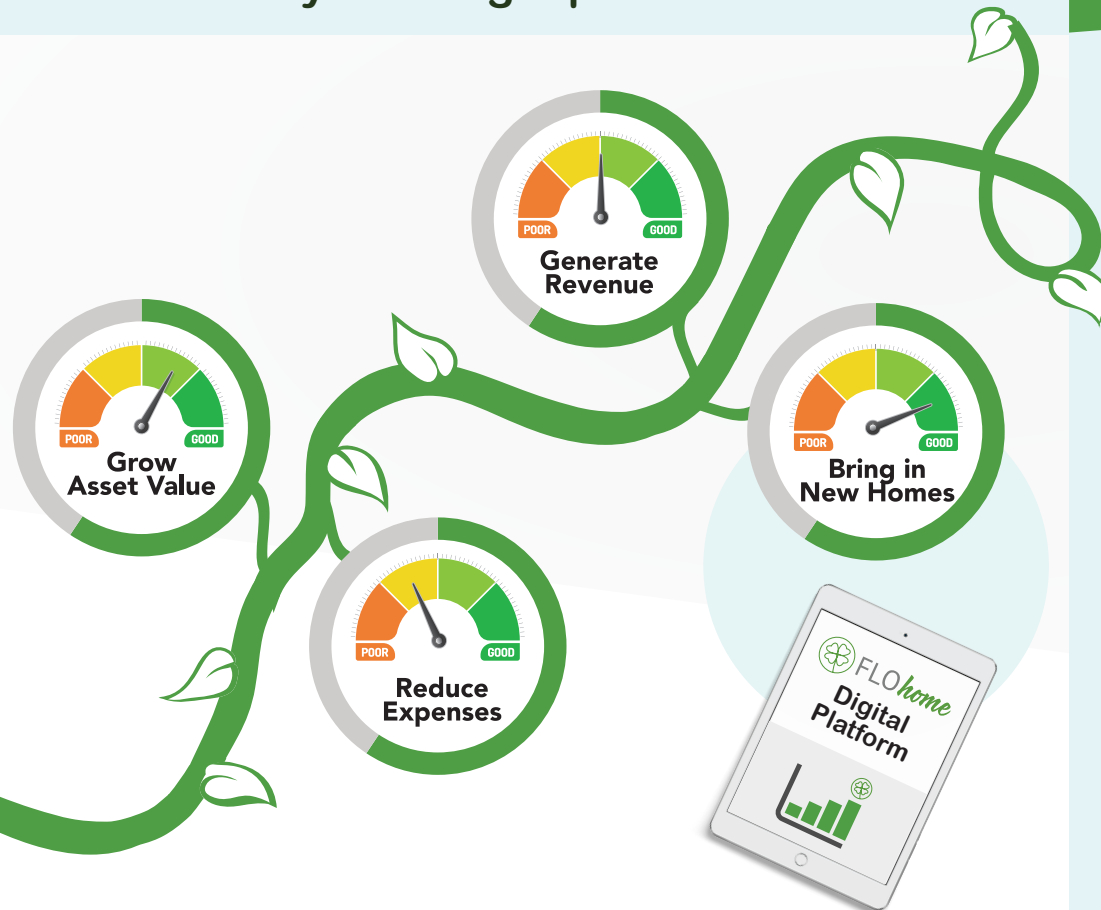 POOR
GOOD
Generate
Revenue
POOR
GOOD
Grow
Asset Value
POOR
GOOD
Bring in
New Homes
POOR
GOOD
Reduce
Expenses
FLOhome
Digital
Platform